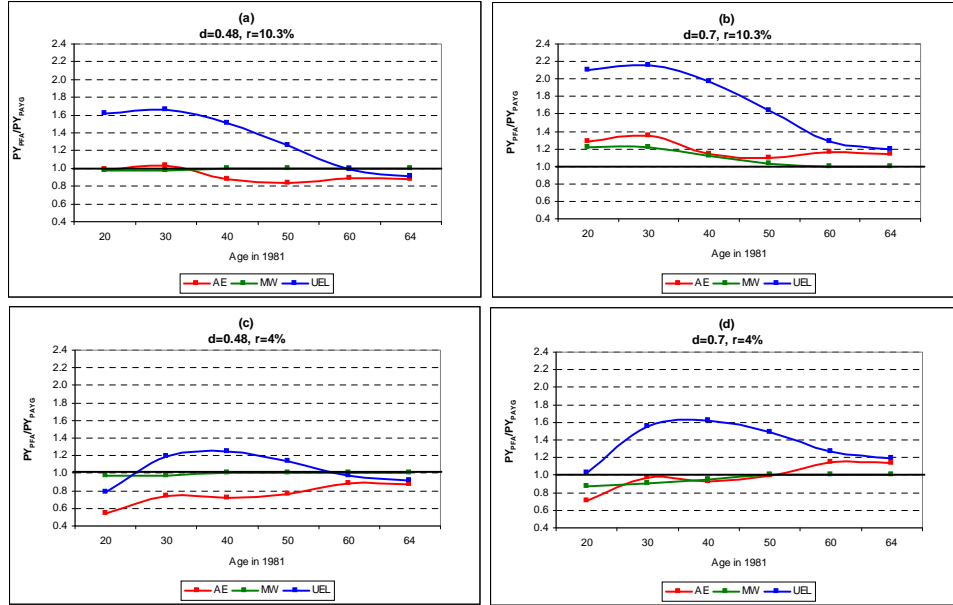 (a)
d=0.48, r=10.3%
2.4
2.2
2.0
1.8
1.6
1.4
1.2
1.0
0.8
0.6
0.4
PY_PFA/PY_PAYG
20 30 40 50 60 64
Age in 1981
AE MW UEL
(b)
d=0.7, r=10.3%
2.4
2.2
2.0
1.8
1.6
1.4
1.2
1.0
0.8
0.6
0.4
PY_PFA/PY_PAYG
20 30 40 50 60 64
Age in 1981
AE MW UEL
(c)
d=0.48, r=4%
2.4
2.2
2.0
1.8
1.6
1.4
1.2
1.0
0.8
0.6
0.4
PY_PFA/PY_PAYG
20 30 40 50 60 64
Age in 1981
AE MW UEL
(d)
d=0.7, r=4%
2.4
2.2
2.0
1.8
1.6
1.4
1.2
1.0
0.8
0.6
0.4
PY_PFA/PY_PAYG
20 30 40 50 60 64
Age in 1981
AE MW UEL